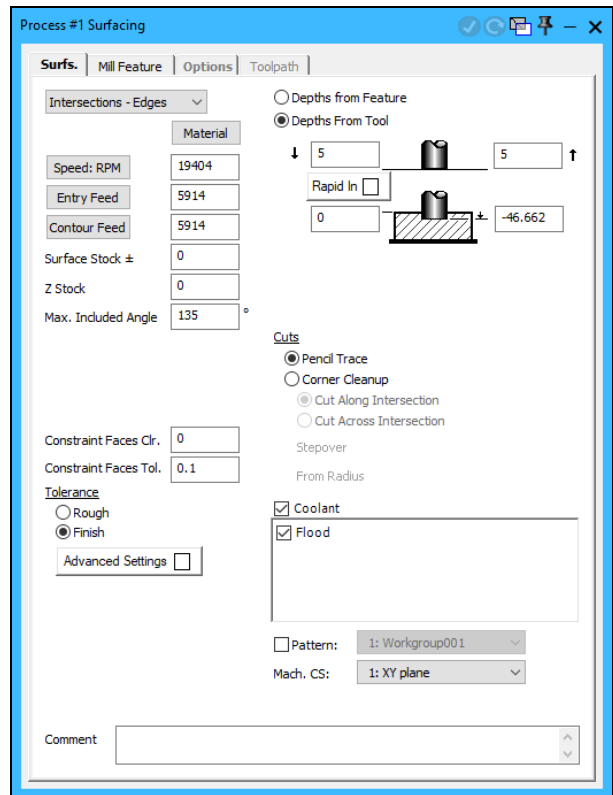 Process #1 Surfacing
Surfs. Mill Feature Options Toolpath
Intersections - Edges
Material
Speed: RPM 19404
Entry Feed 5914
Contour Feed 5914
Surface Stock ± 0
Z Stock 0
Max. Included Angle 135 °
Constraint Faces Clr. 0
Constraint Faces Tol. 0.1
Tolerance
Rough
Finish
Advanced Settings
Depths from Feature
Depths From Tool
5 5
Rapid In
0 -46.662
Cuts
Pencil Trace
Corner Cleanup
Cut Along Intersection
Cut Across Intersection
Stepover
From Radius
Coolant
Flood
Pattern: 1: Workgroup001
Mach. CS: 1: XY plane
Comment